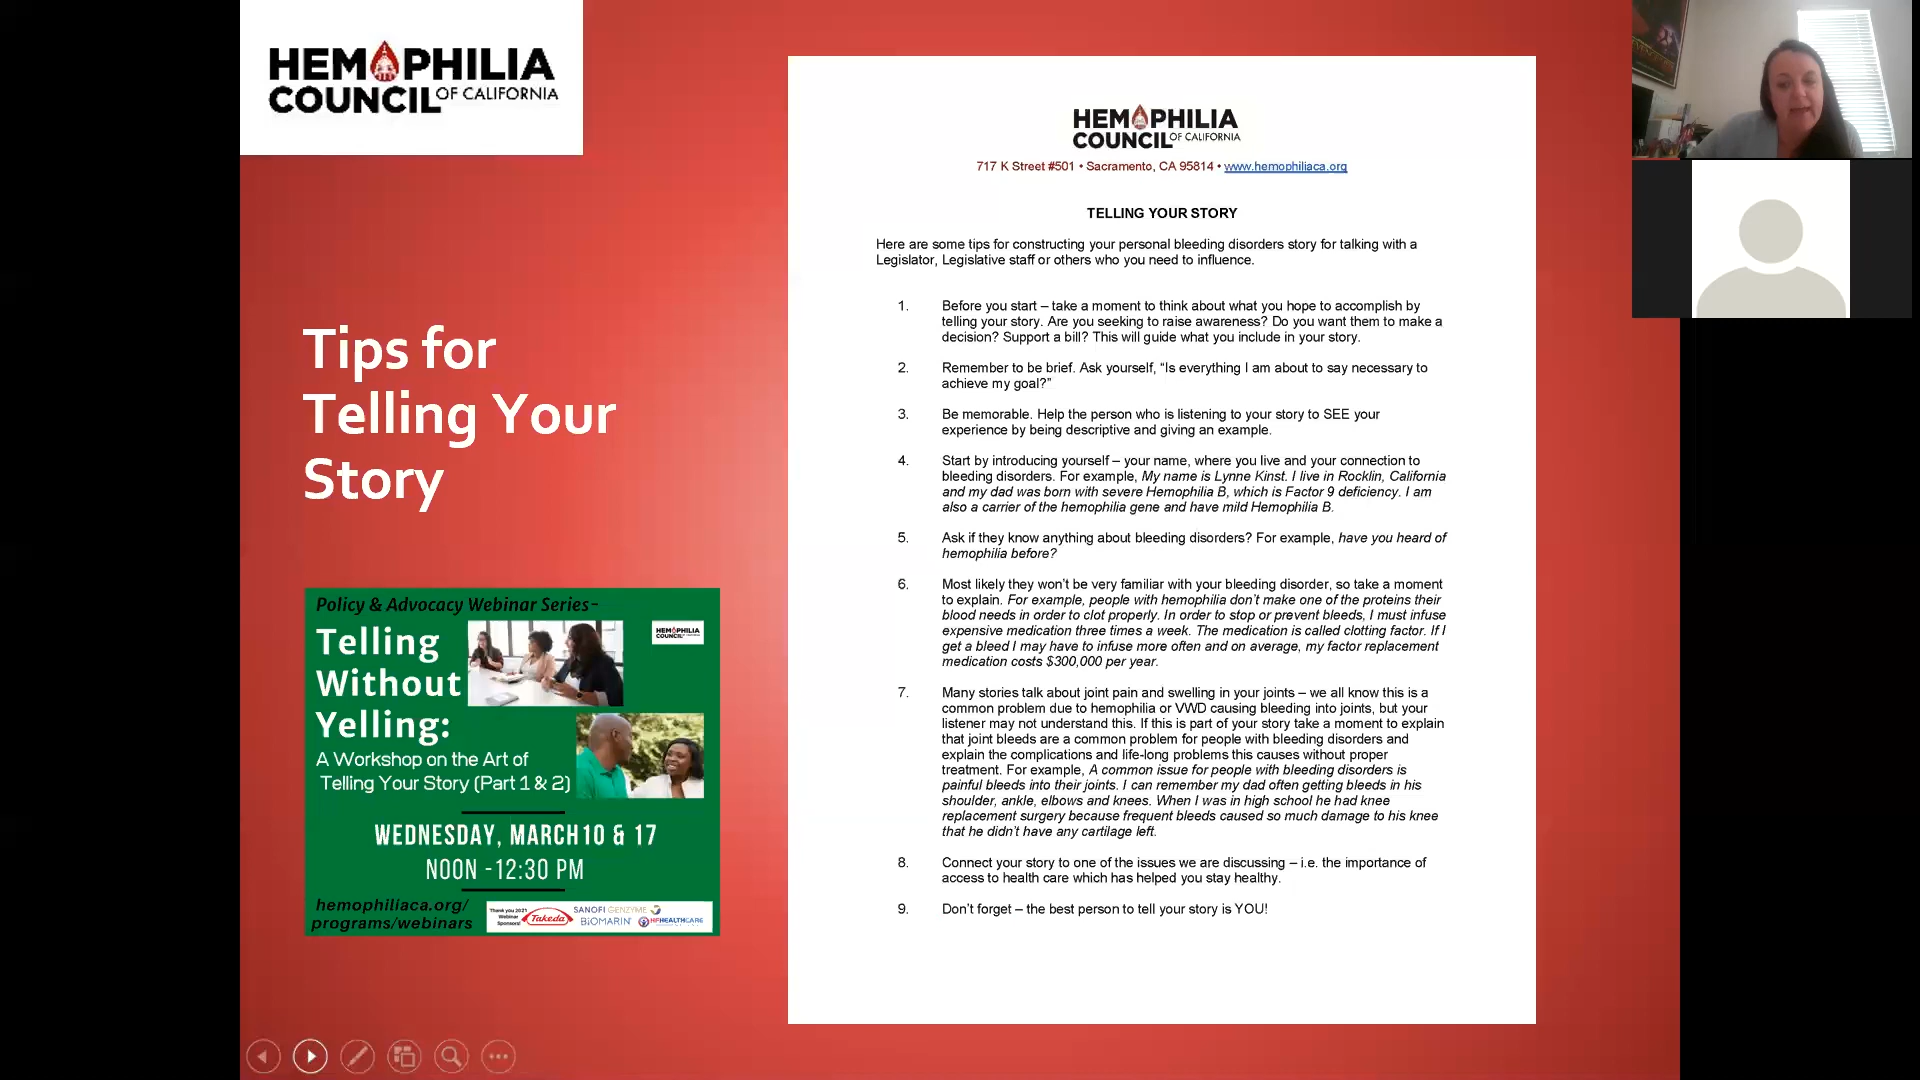 HEMOPHILIA
COUNCIL OF CALIFORNIA
Tips for
Telling Your
Story
Policy & Advocacy Webinar Series-
Telling
Without
Yelling:
HEMOPHILIA
COUNCIL
A Workshop on the Art of
Telling Your Story (Part 1 & 2)
WEDNESDAY, MARCH 10 & 17
NOON -12:30 PM
hemophiliaca.org/
programs/webinars
Thank you 2021
Webinar
Sponsors!
Takeda
SANOFI GENZYME
BIOMARIN
HFHEALTHCARE
HEMOPHILIA
COUNCIL OF CALIFORNIA
717 K Street #501 • Sacramento, CA 95814 • www.hemophiliaca.org
TELLING YOUR STORY
Here are some tips for constructing your personal bleeding disorders story for talking with a
Legislator, Legislative staff or others who you need to influence.
1. Before you start – take a moment to think about what you hope to accomplish by
telling your story. Are you seeking to raise awareness? Do you want them to make a
decision? Support a bill? This will guide what you include in your story.
2. Remember to be brief. Ask yourself, “Is everything I am about to say necessary to
achieve my goal?”
3. Be memorable. Help the person who is listening to your story to SEE your
experience by being descriptive and giving an example.
4. Start by introducing yourself – your name, where you live and your connection to
bleeding disorders. For example, My name is Lynne Kinst. I live in Rocklin, California
and my dad was born with severe Hemophilia B, which is Factor 9 deficiency. I am
also a carrier of the hemophilia gene and have mild Hemophilia B.
5. Ask if they know anything about bleeding disorders? For example, have you heard of
hemophilia before?
6. Most likely they won’t be very familiar with your bleeding disorder, so take a moment
to explain. For example, people with hemophilia don’t make one of the proteins their
blood needs in order to clot properly. In order to stop or prevent bleeds, I must infuse
expensive medication three times a week. The medication is called clotting factor. If I
get a bleed I may have to infuse more often and on average, my factor replacement
medication costs $300,000 per year.
7. Many stories talk about joint pain and swelling in your joints – we all know this is a
common problem due to hemophilia or VWD causing bleeding into joints, but your
listener may not understand this. If this is part of your story take a moment to explain
that joint bleeds are a common problem for people with bleeding disorders and
explain the complications and life-long problems this causes without proper
treatment. For example, A common issue for people with bleeding disorders is
painful bleeds into their joints. I can remember my dad often getting bleeds in his
shoulder, ankle, elbows and knees. When I was in high school he had knee
replacement surgery because frequent bleeds caused so much damage to his knee
that he didn’t have any cartilage left.
8. Connect your story to one of the issues we are discussing – i.e. the importance of
access to health care which has helped you stay healthy.
9. Don’t forget – the best person to tell your story is YOU!